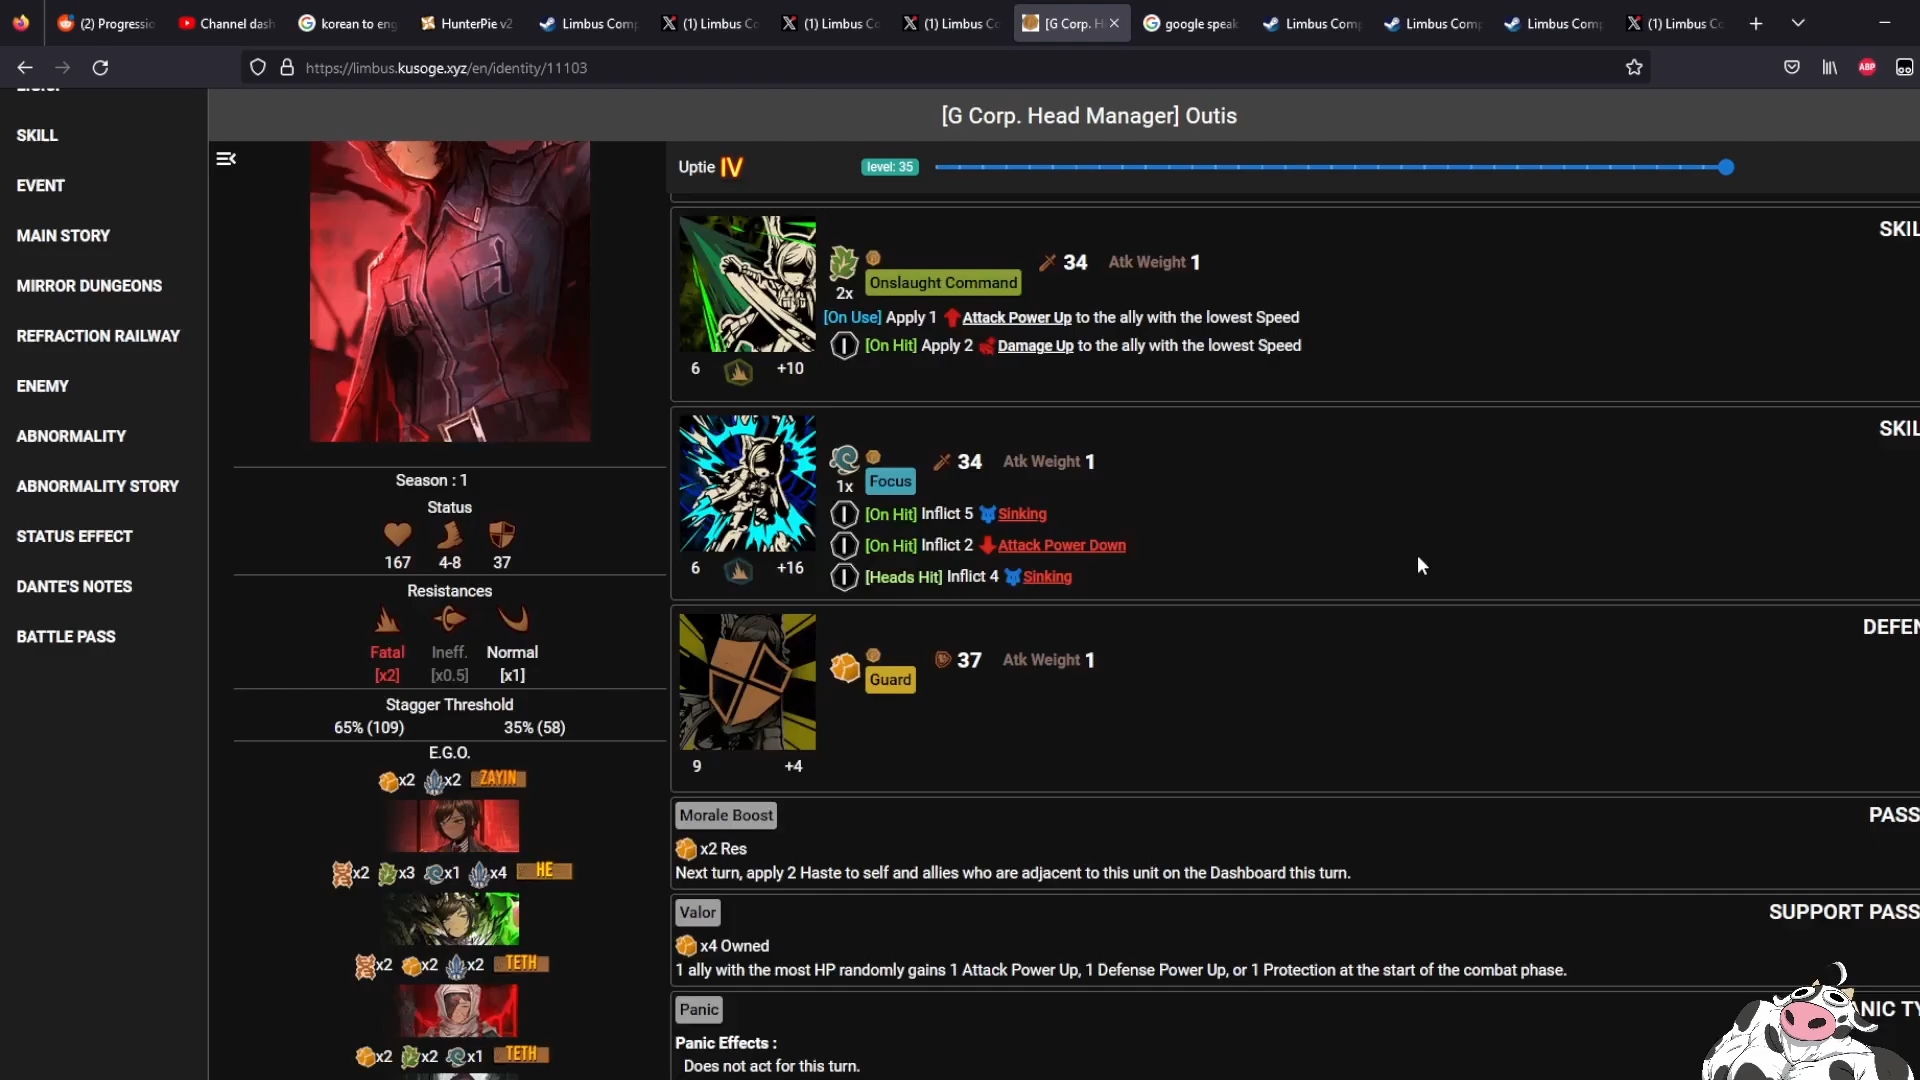 (2) Progressio
Channel dash
korean to eng
HunterPie v2
Limbus Comp
(1) Limbus Co
(1) Limbus Co
(1) Limbus Co
[G Corp. H
google speak
Limbus Comp
Limbus Comp
Limbus Comp
(1) Limbus Co
https://limbus.kusoge.xyz/en/identity/11103
ABP
[G Corp. Head Manager] Outis
SKILL
EVENT
MAIN STORY
MIRROR DUNGEONS
REFRACTION RAILWAY
ENEMY
ABNORMALITY
ABNORMALITY STORY
STATUS EFFECT
DANTE'S NOTES
BATTLE PASS
Season : 1
Status
167 4-8 37
Resistances
Fatal Ineff. Normal
[x2] [x0.5] [x1]
Stagger Threshold
65% (109) 35% (58)
E.G.O.
x2 x2 ZAYIN
x2 x3 x1 x4 HE
x2 x2 x2 TETH
x2 x2 x1 TETH
Uptie IV level: 35
SKIL
2x Onslaught Command 34 Atk Weight 1
[On Use] Apply 1 Attack Power Up to the ally with the lowest Speed
I [On Hit] Apply 2 Damage Up to the ally with the lowest Speed
6 +10
SKIL
1x Focus 34 Atk Weight 1
I [On Hit] Inflict 5 Sinking
I [On Hit] Inflict 2 Attack Power Down
I [Heads Hit] Inflict 4 Sinking
6 +16
DEFEN
Guard 37 Atk Weight 1
9 +4
Morale Boost PASS
x2 Res
Next turn, apply 2 Haste to self and allies who are adjacent to this unit on the Dashboard this turn.
Valor SUPPORT PASS
x4 Owned
1 ally with the most HP randomly gains 1 Attack Power Up, 1 Defense Power Up, or 1 Protection at the start of the combat phase.
Panic NIC TY
Panic Effects :
Does not act for this turn.